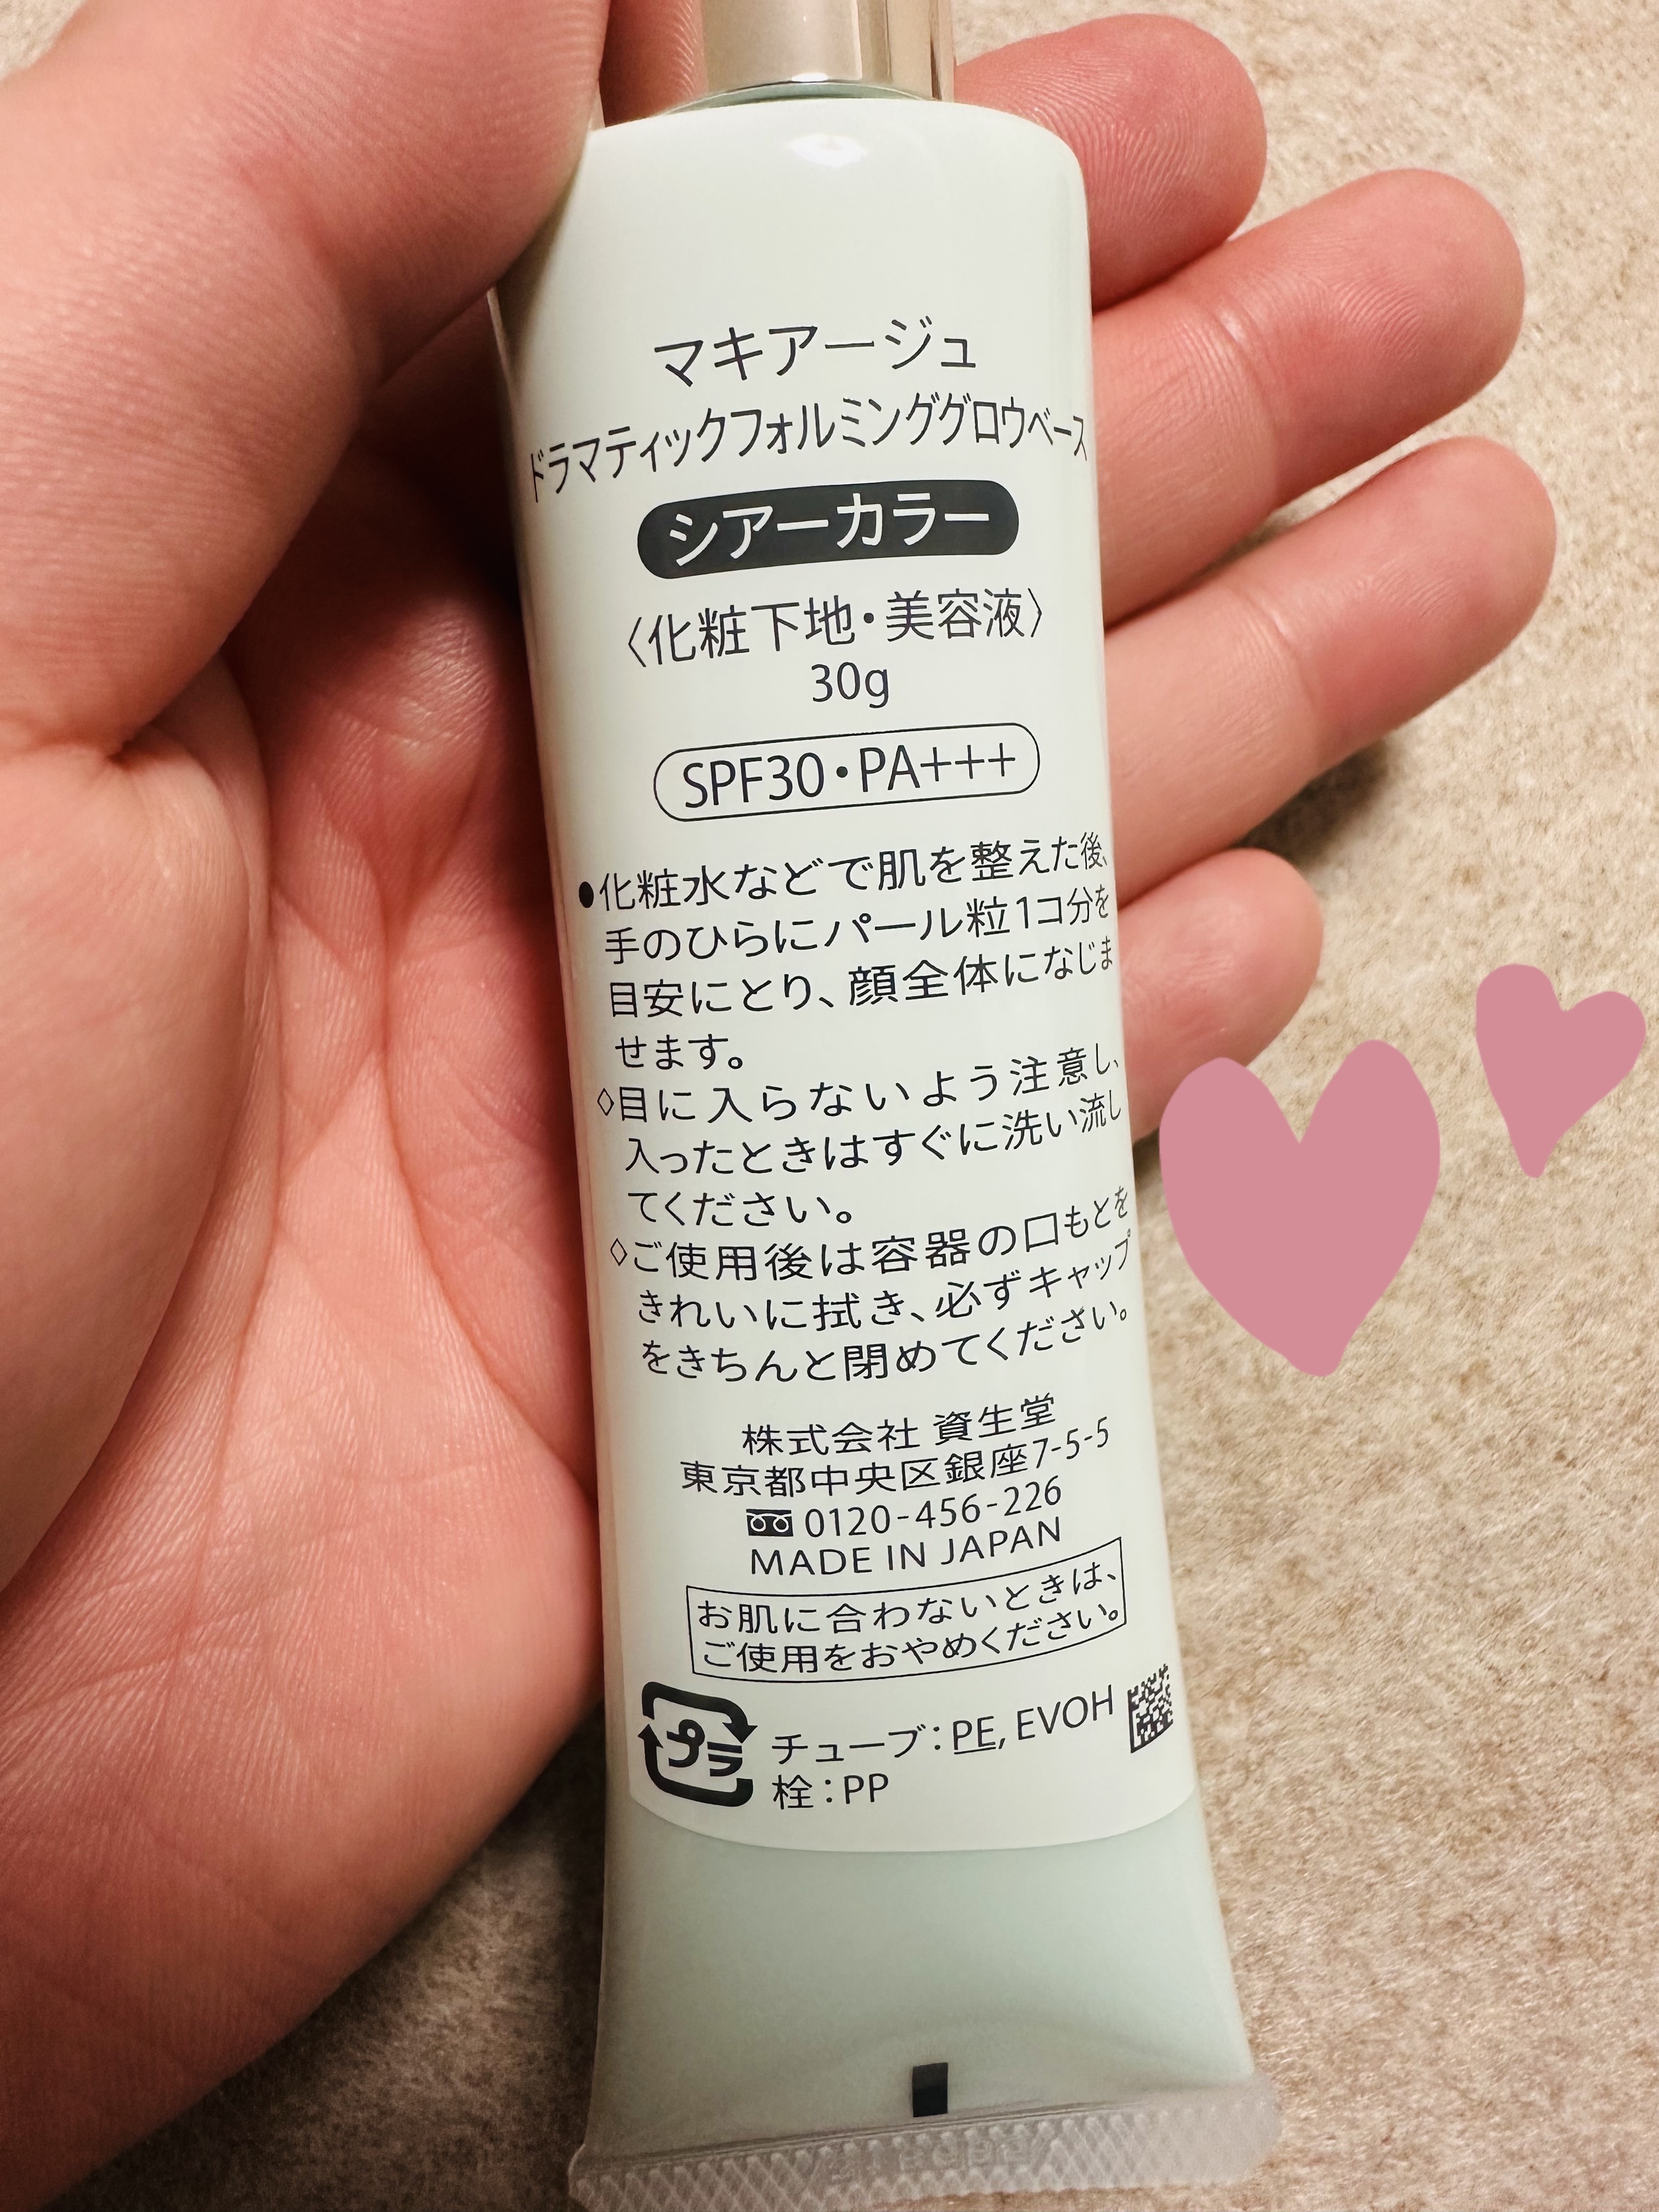 マキアージュ
ドラマティックフォルミンググロウベース
シアーカラー
〈化粧下地・美容液〉
30g
SPF30・PA+++
●化粧水などで肌を整えた後、
手のひらにパール粒1コ分を
目安にとり、顔全体になじま
せます。
◇目に入らないよう注意し、
入ったときはすぐに洗い流し
てください。
◇ご使用後は容器の口もとを
きれいに拭き、必ずキャップ
をきちんと閉めてください。
株式会社 資生堂
東京都中央区銀座7-5-5
0120-456-226
MADE IN JAPAN
お肌に合わないときは、
ご使用をおやめください。
プラ
チューブ：PE, EVOH
栓：PP